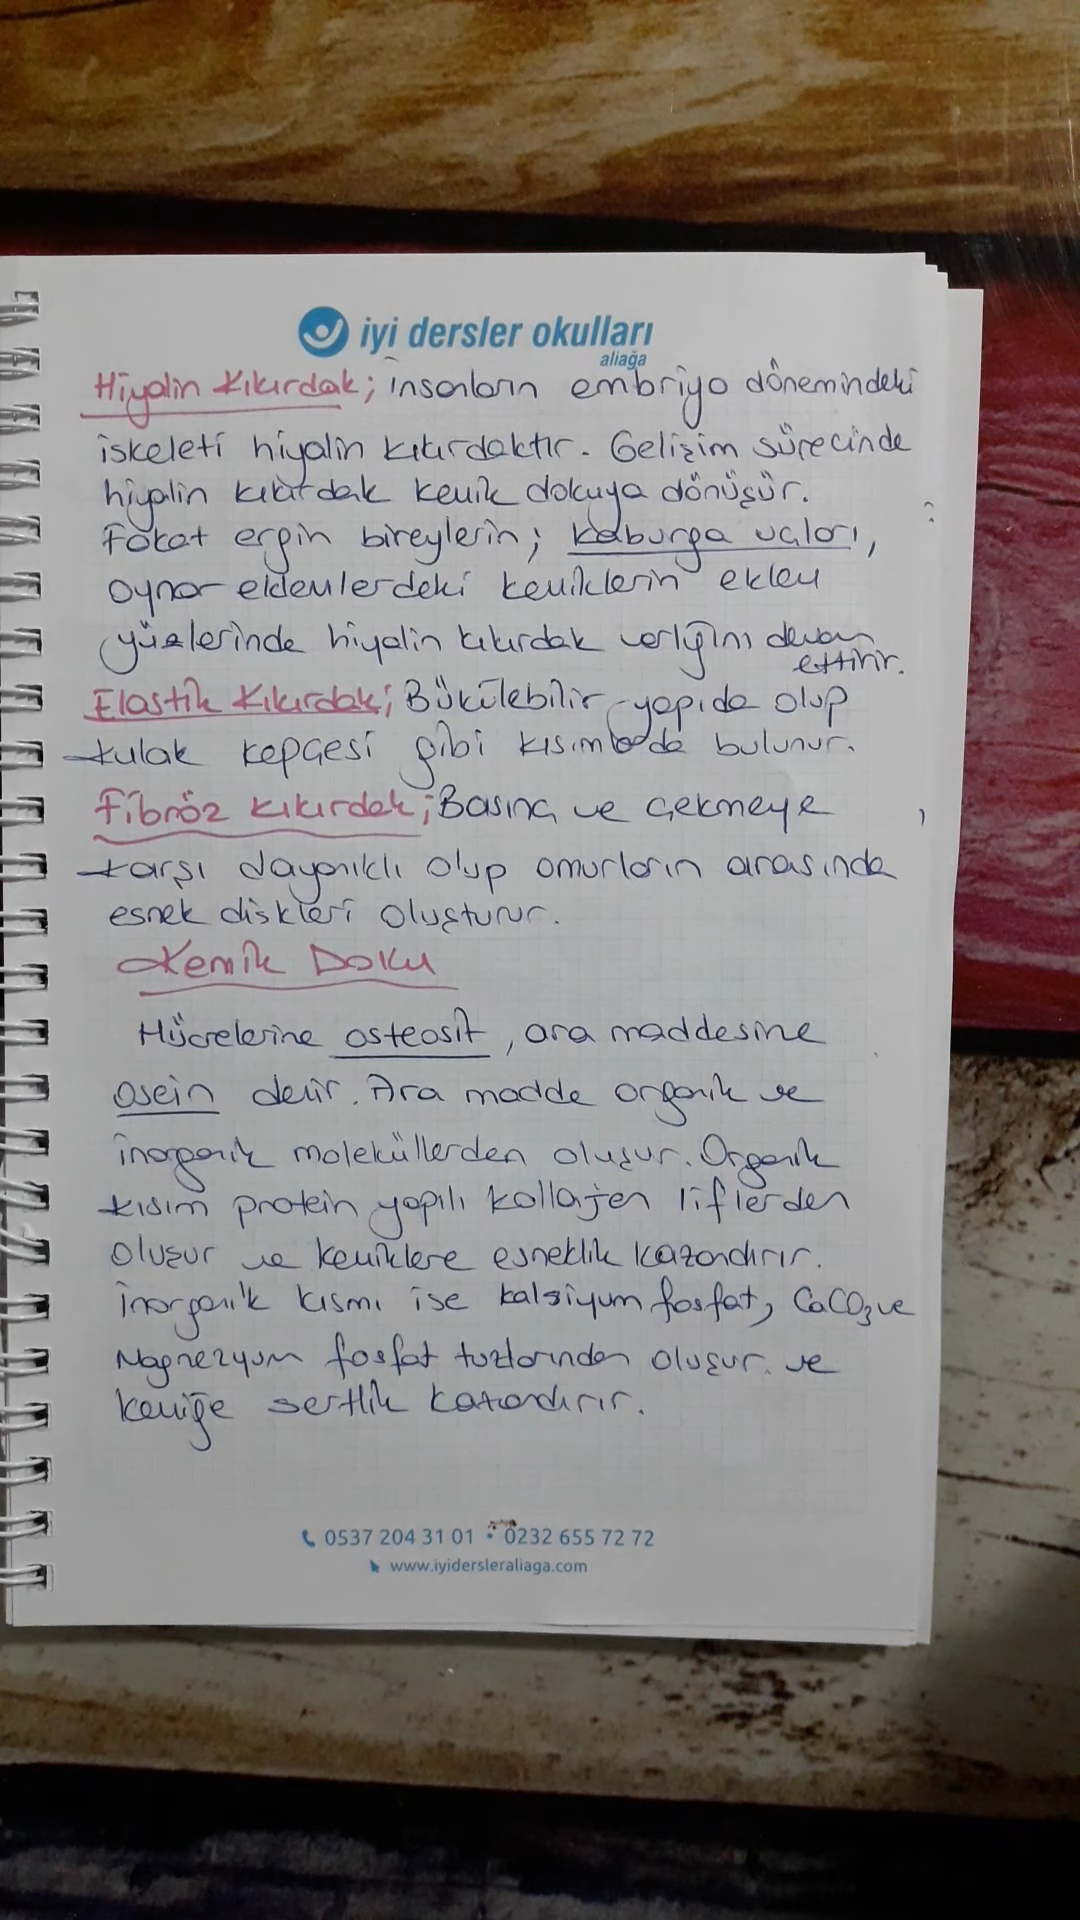 iyi dersler okulları
aliağa
Hiyalin Kıkırdak; insanların embriyo dönemindeki
iskeleti hiyalin kıkırdaktır. Gelişim sürecinde
hiyalin kıkırdak kemik dokuya dönüşür.
Fakat ergin bireylerin; kaburga uçları,
oynar eklemlerdeki kemiklerin eklem
yüzlerinde hiyalin kıkırdak varlığını devam
ettirir.
Elastik Kıkırdak; Bükülebilir yapıda olup
kulak kepçesi gibi kısımlarda bulunur.
Fibröz kıkırdak; Basınç ve çekmeye
karşı dayanıklı olup omurların arasında
esnek diskleri oluşturur.
Kemik Doku
Hücrelerine osteosit, ara maddesine
osein denir. Ara madde organik ve
inorganik moleküllerden oluşur. Organik
kısım protein yapılı kollajen liflerden
oluşur ve kemiklere esneklik kazandırır.
inorganik kısmı ise kalsiyum fosfat, CaCO3 ve
Magnezyum fosfat tuzlarından oluşur. ve
kemiğe sertlik kazandırır.
0537 204 31 01 • 0232 655 72 72
www.iyidersleraliaga.com